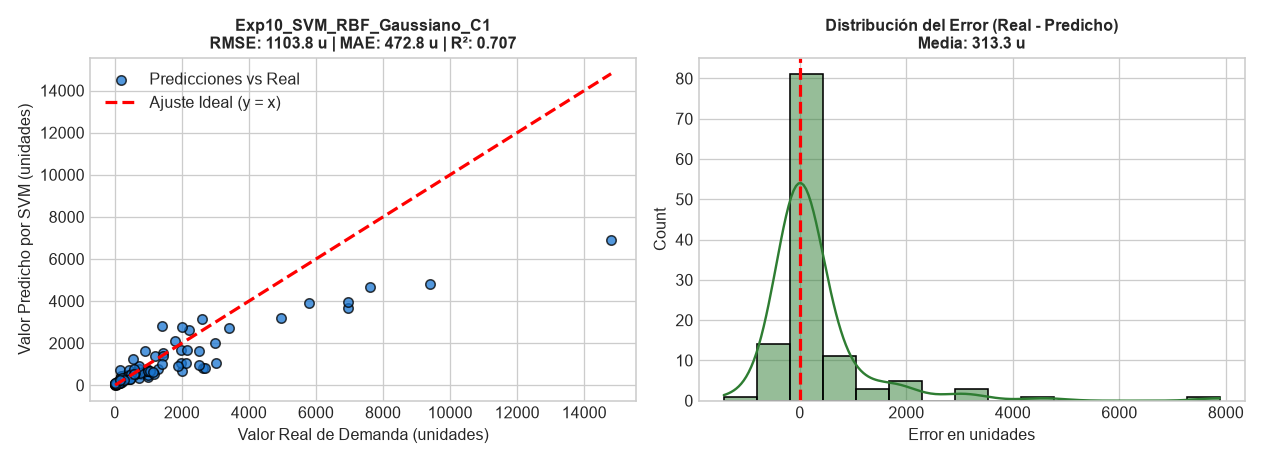 Exp10_SVM_RBF_Gaussiano_C1
RMSE: 1103.8 u | MAE: 472.8 u | R²: 0.707
Predicciones vs Real
Ajuste Ideal (y = x)
14000
12000
10000
8000
6000
4000
2000
0
Valor Predicho por SVM (unidades)
0 2000 4000 6000 8000 10000 12000 14000
Valor Real de Demanda (unidades)
Distribución del Error (Real - Predicho)
Media: 313.3 u
80
70
60
50
40
30
20
10
0
Count
0 2000 4000 6000 8000
Error en unidades